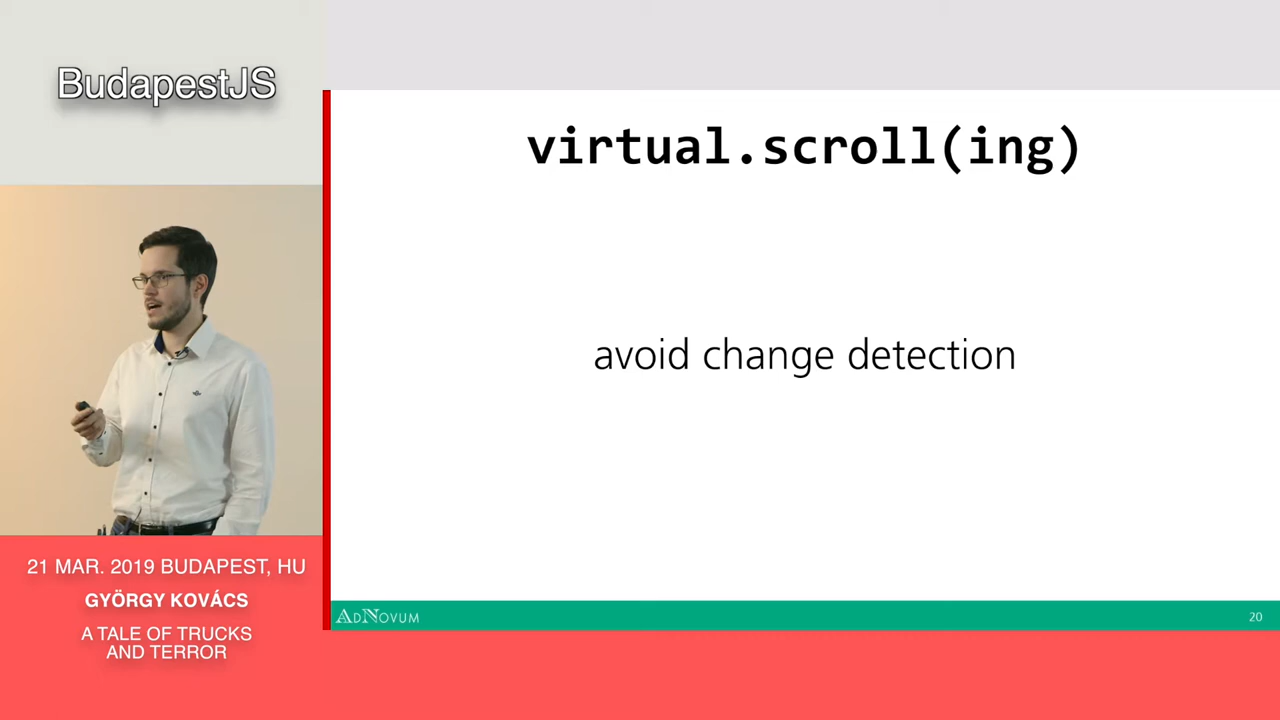 BudapestJS
virtual.scroll(ing)
avoid change detection
21 MAR. 2019 BUDAPEST, HU
GYÖRGY KOVÁCS
A TALE OF TRUCKS
AND TERROR
ADNOVUM
20